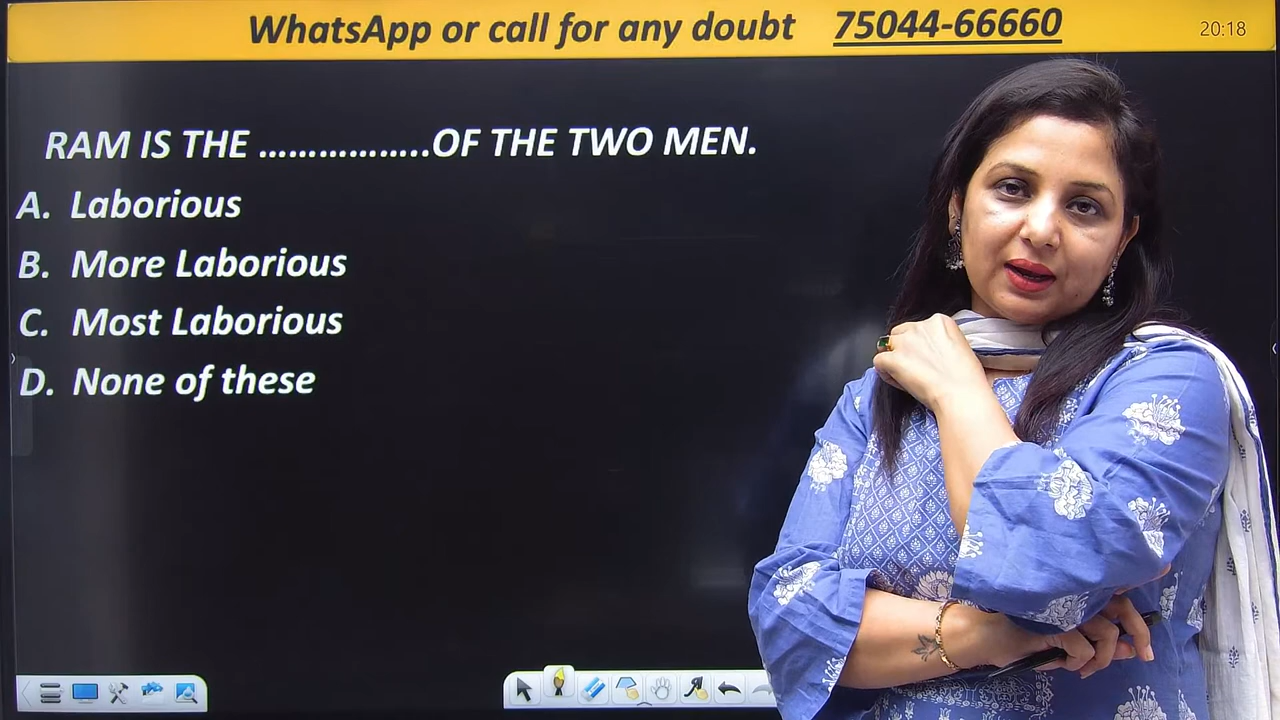 WhatsApp or call for any doubt 75044-66660
20:18
RAM IS THE ……………..OF THE TWO MEN.
A. Laborious
B. More Laborious
C. Most Laborious
D. None of these